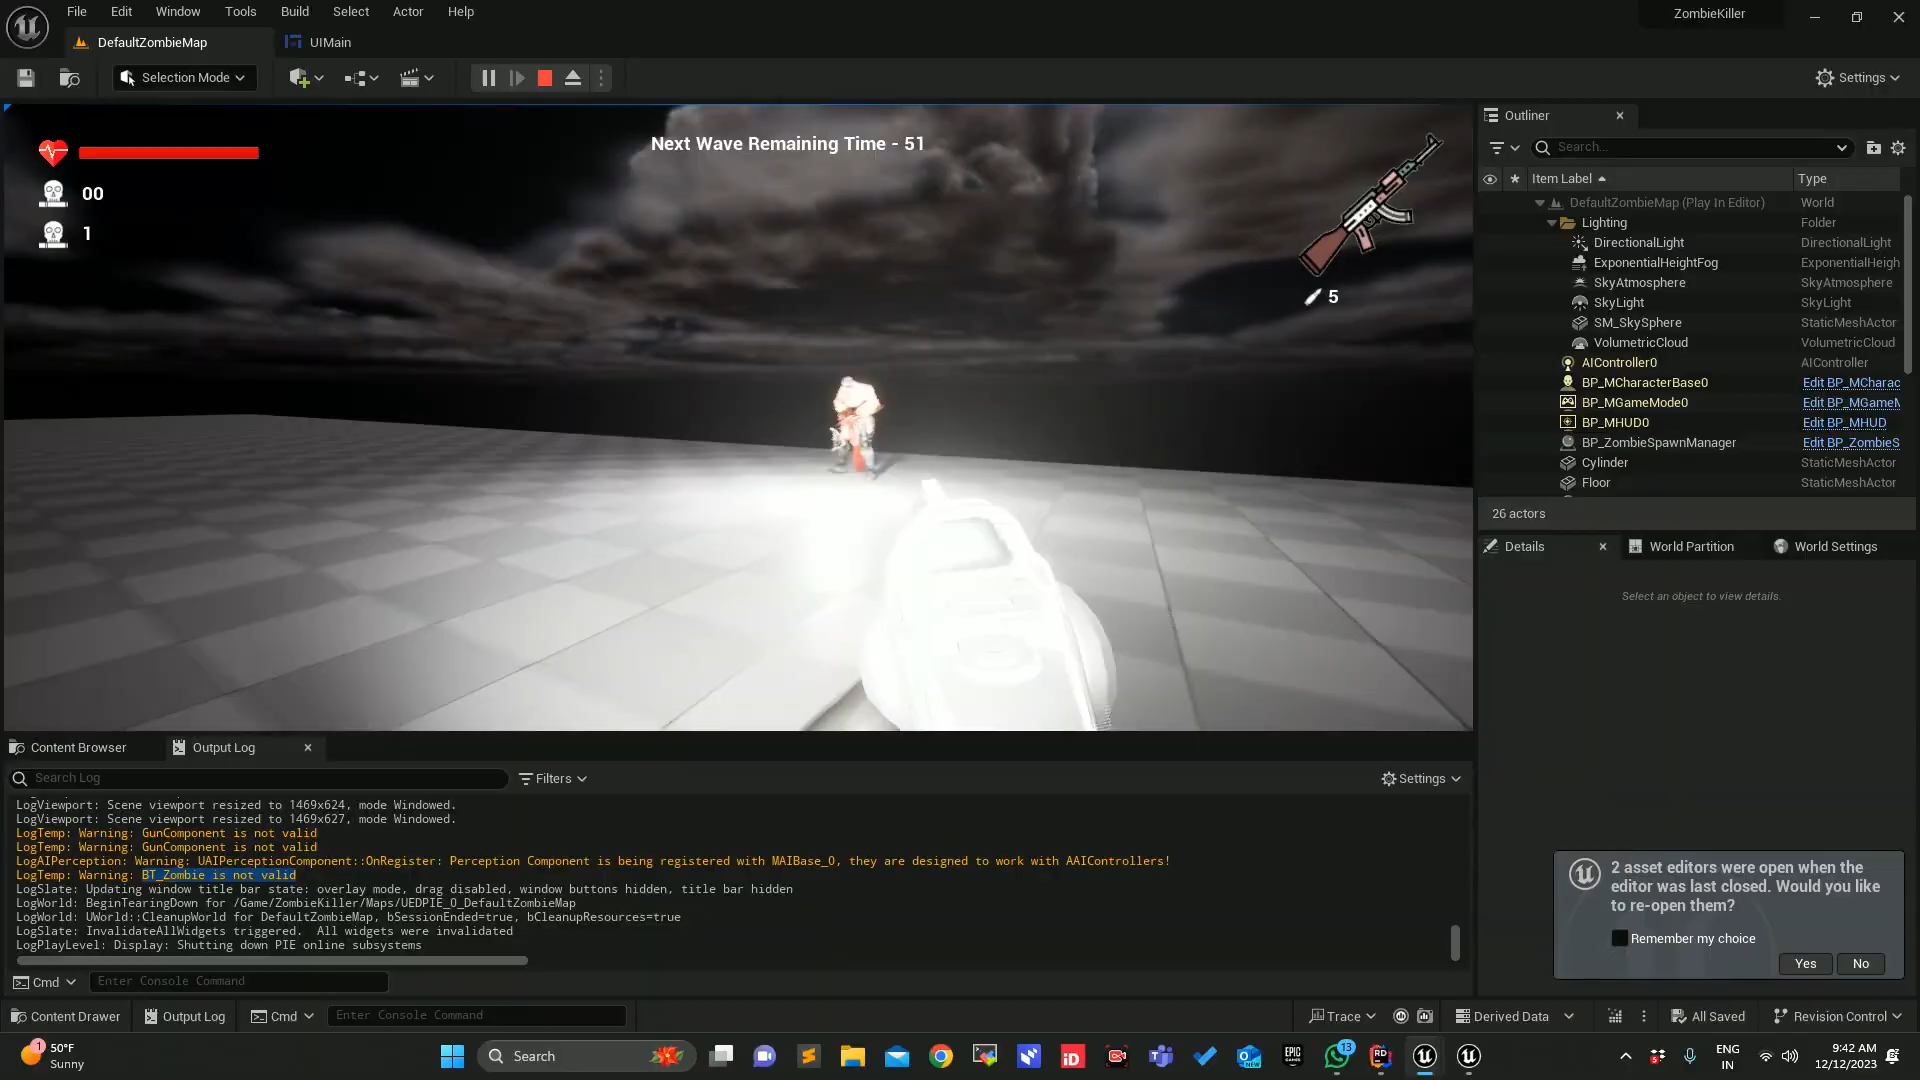 File Edit Window Tools Build Select Actor Help
ZombieKiller
DefaultZombieMap
UIMain
Selection Mode
Settings
Next Wave Remaining Time - 51
00
1
5
Outliner
Search...
Item Label
Type
DefaultZombieMap (Play In Editor) World
Lighting Folder
DirectionalLight DirectionalLight
ExponentialHeightFog ExponentialHeigh
SkyAtmosphere SkyAtmosphere
SkyLight SkyLight
SM_SkySphere StaticMeshActor
VolumetricCloud VolumetricCloud
AIController0 AIController
BP_MCharacterBase0 Edit BP_MCharac
BP_MGameMode0 Edit BP_MGameM
BP_MHUD0 Edit BP_MHUD
BP_ZombieSpawnManager Edit BP_ZombieS
Cylinder StaticMeshActor
Floor StaticMeshActor
26 actors
Details
World Partition
World Settings
Select an object to view details.
Content Browser
Output Log
Search Log
Filters
Settings
LogViewport: Scene viewport resized to 1469x624, mode Windowed.
LogViewport: Scene viewport resized to 1469x627, mode Windowed.
LogTemp: Warning: GunComponent is not valid
LogTemp: Warning: GunComponent is not valid
LogAIPerception: Warning: UAIPerceptionComponent::OnRegister: Perception Component is being registered with MAIBase_0, they are designed to work with AAIControllers!
LogTemp: Warning: BT_Zombie is not valid
LogSlate: Updating window title bar state: overlay mode, drag disabled, window buttons hidden, title bar hidden
LogWorld: BeginTearingDown for /Game/ZombieKiller/Maps/UEDPIE_0_DefaultZombieMap
LogWorld: UWorld::CleanupWorld for DefaultZombieMap, bSessionEnded=true, bCleanupResources=true
LogSlate: InvalidateAllWidgets triggered.  All widgets were invalidated
LogPlayLevel: Display: Shutting down PIE online subsystems
Cmd
Enter Console Command
2 asset editors were open when the
editor was last closed. Would you like
to re-open them?
Remember my choice
Yes
No
Content Drawer
Output Log
Cmd
Enter Console Command
Trace
Derived Data
All Saved
Revision Control
1
50°F
Sunny
Search
iD
NEW
EPIC
GAMES
13
RD
ENG
IN
9:42 AM
12/12/2023